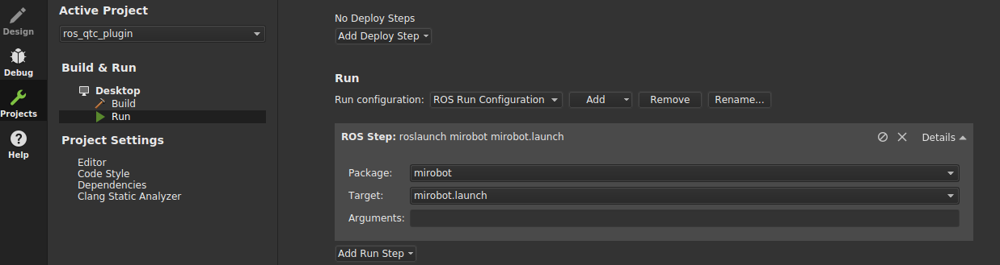 Design
Debug
Projects
Help
Active Project
ros_qtc_plugin
Build & Run
Desktop
Build
Run
Project Settings
Editor
Code Style
Dependencies
Clang Static Analyzer
No Deploy Steps
Add Deploy Step
Run
Run configuration: ROS Run Configuration Add Remove Rename...
ROS Step: roslaunch mirobot mirobot.launch Details
Package: mirobot
Target: mirobot.launch
Arguments:
Add Run Step